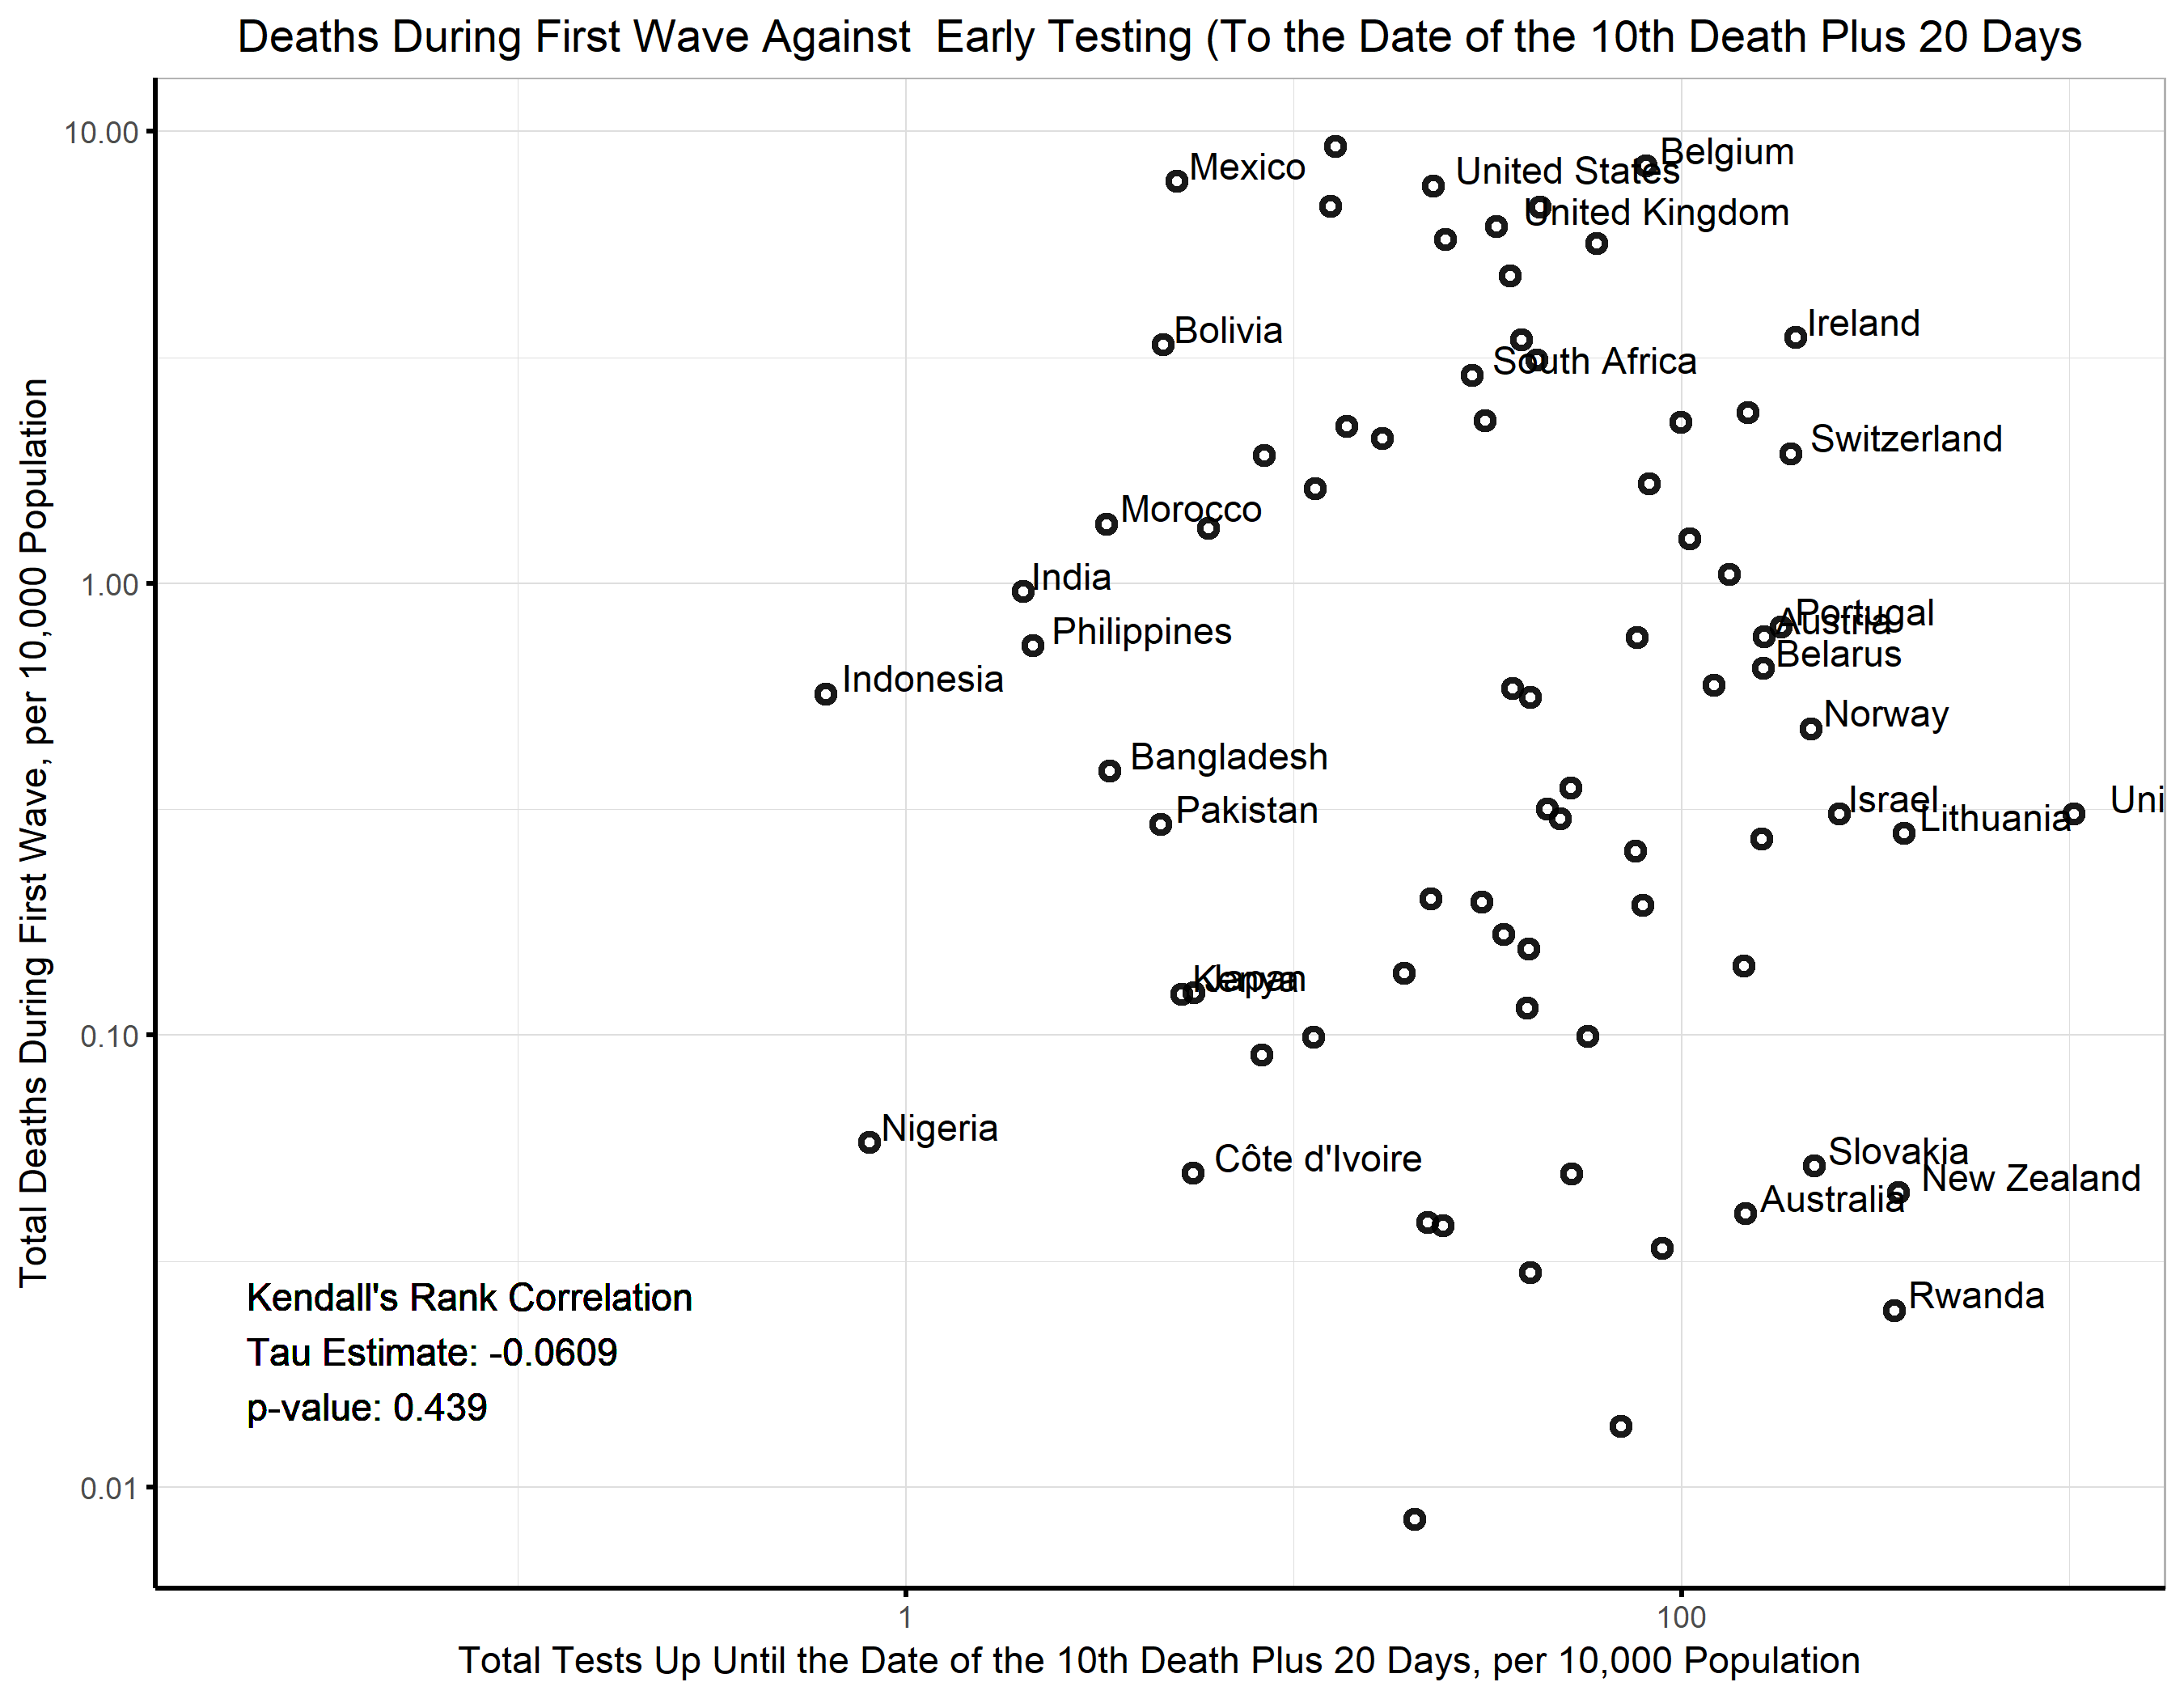 Deaths During First Wave Against  Early Testing (To the Date of the 10th Death Plus 20 Days
Total Deaths During First Wave, per 10,000 Population
10.00
1.00
0.10
0.01
Belgium
Mexico
United States
United Kingdom
Ireland
Bolivia
South Africa
Switzerland
Morocco
India
Portugal
Austria
Philippines
Belarus
Indonesia
Norway
Bangladesh
Israel
Uni
Pakistan
Lithuania
Kenya
Japan
Nigeria
Slovakia
Côte d'Ivoire
New Zealand
Australia
Rwanda
Kendall's Rank Correlation
Tau Estimate: -0.0609
p-value: 0.439
1
100
Total Tests Up Until the Date of the 10th Death Plus 20 Days, per 10,000 Population